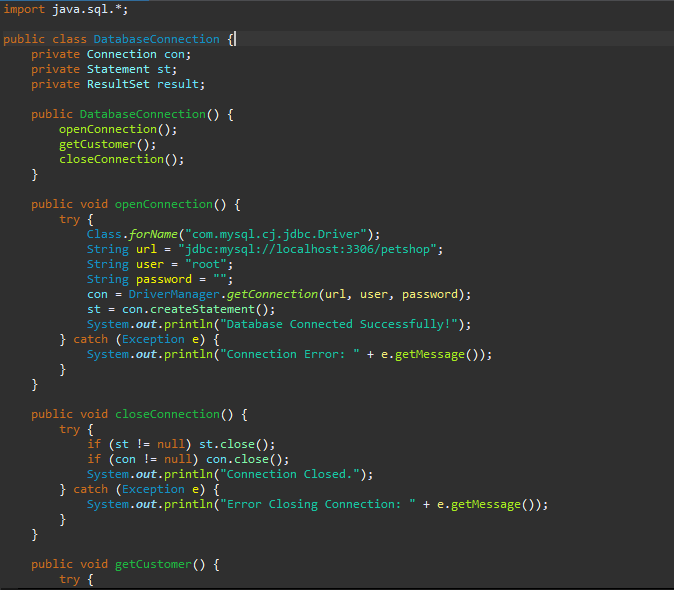 import java.sql.*;
public class DatabaseConnection {
    private Connection con;
    private Statement st;
    private ResultSet result;
    public DatabaseConnection() {
        openConnection();
        getCustomer();
        closeConnection();
    }
    public void openConnection() {
        try {
            Class.forName("com.mysql.cj.jdbc.Driver");
            String url = "jdbc:mysql://localhost:3306/petshop";
            String user = "root";
            String password = "";
            con = DriverManager.getConnection(url, user, password);
            st = con.createStatement();
            System.out.println("Database Connected Successfully!");
        } catch (Exception e) {
            System.out.println("Connection Error: " + e.getMessage());
        }
    }
    public void closeConnection() {
        try {
            if (st != null) st.close();
            if (con != null) con.close();
            System.out.println("Connection Closed.");
        } catch (Exception e) {
            System.out.println("Error Closing Connection: " + e.getMessage());
        }
    }
    public void getCustomer() {
        try {